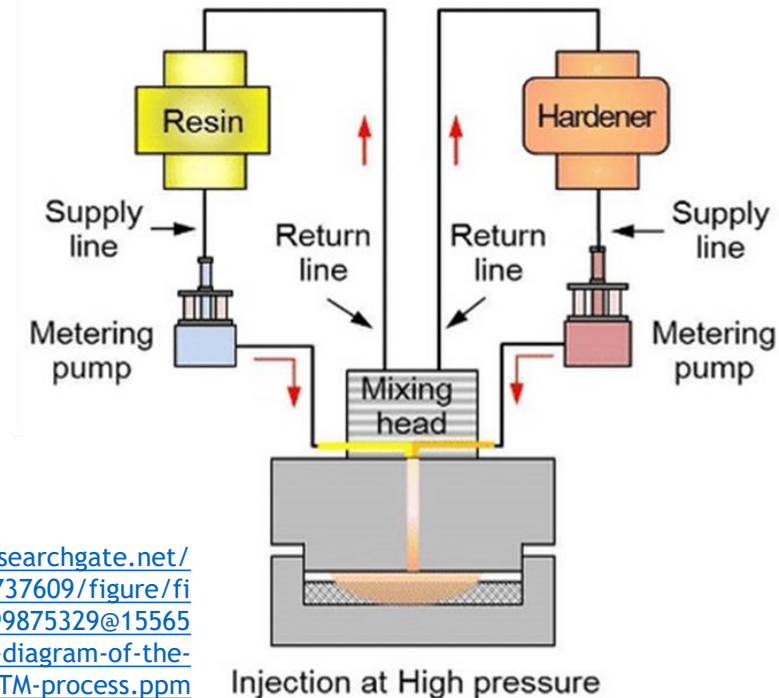 Resin
Hardener
Supply
line
Return
line
Return
line
Supply
line
Metering
pump
Metering
pump
Mixing
head
searchgate.net/
737609/figure/fi
99875329@15565
-diagram-of-the-
TM-process.ppm
Injection at High pressure